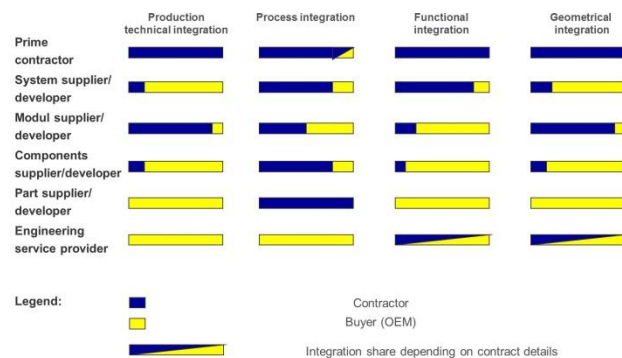 Production
technical integration
Process integration
Functional
integration
Geometrical
integration
Prime
contractor
System supplier/
developer
Modul supplier/
developer
Components
supplier/developer
Part supplier/
developer
Engineering
service provider
Legend:
Contractor
Buyer (OEM)
Integration share depending on contract details